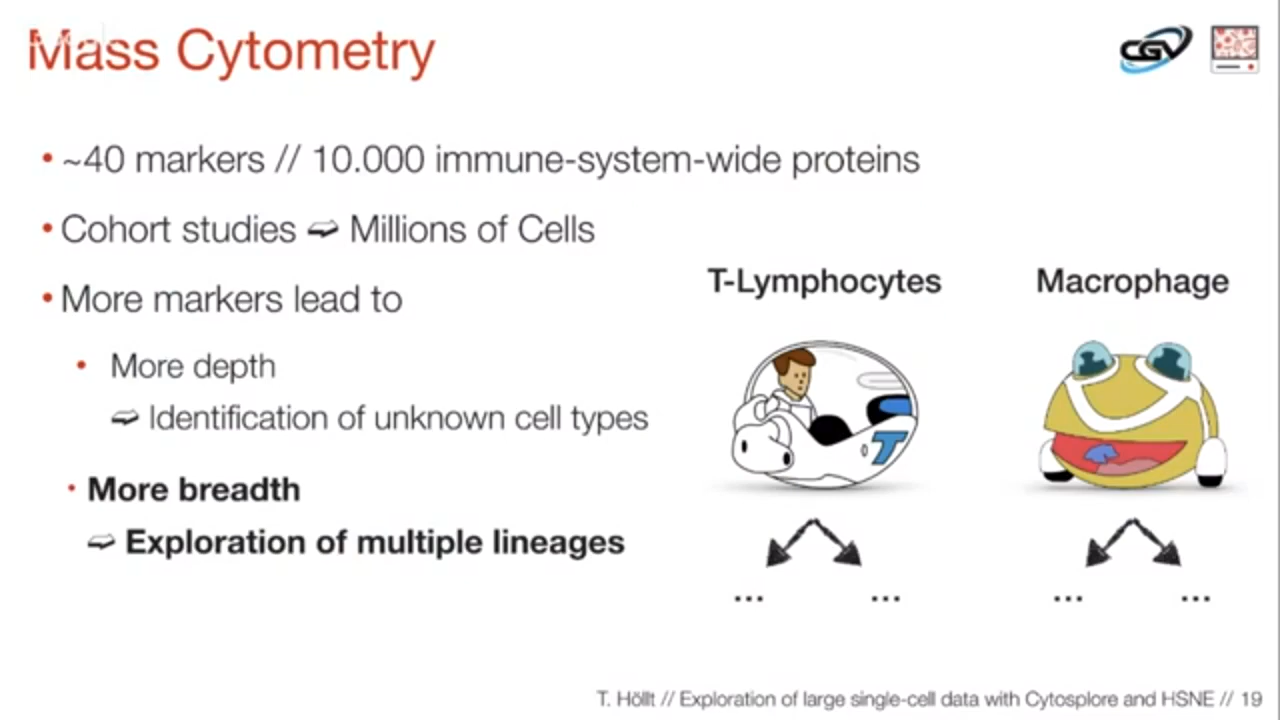 Mass Cytometry
CGV
• ~40 markers // 10.000 immune-system-wide proteins
• Cohort studies ➫ Millions of Cells
• More markers lead to
• More depth
➫ Identification of unknown cell types
• More breadth
➫ Exploration of multiple lineages
T-Lymphocytes
Macrophage
T
... ...
... ...
T. Höllt // Exploration of large single-cell data with Cytosplore and HSNE // 19